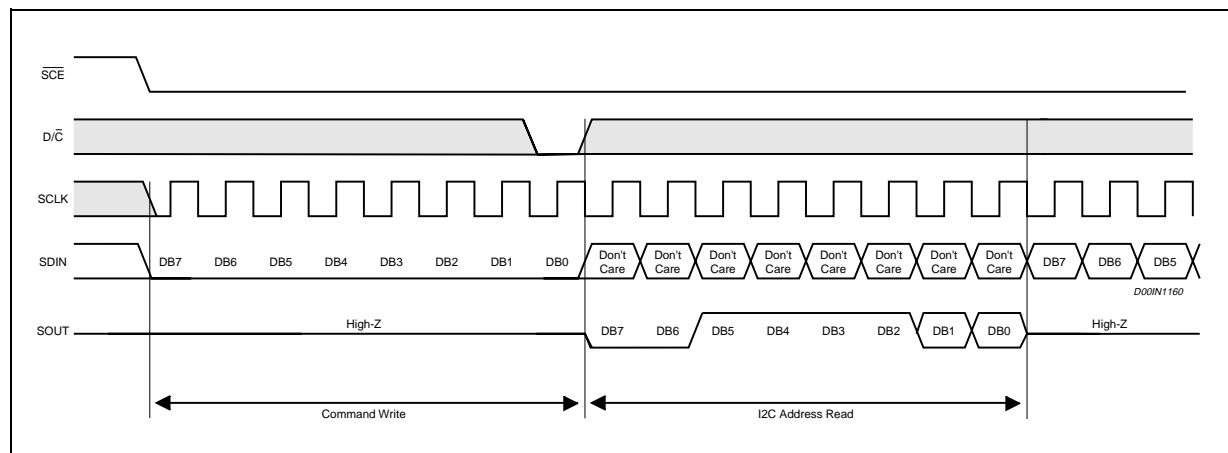 SCE
D/C
SCLK
SDIN DB7 DB6 DB5 DB4 DB3 DB2 DB1 DB0 Don't Care Don't Care Don't Care Don't Care Don't Care Don't Care Don't Care Don't Care DB7 DB6 DB5
D00IN1160
SOUT High-Z DB7 DB6 DB5 DB4 DB3 DB2 DB1 DB0 High-Z
Command Write I2C Address Read